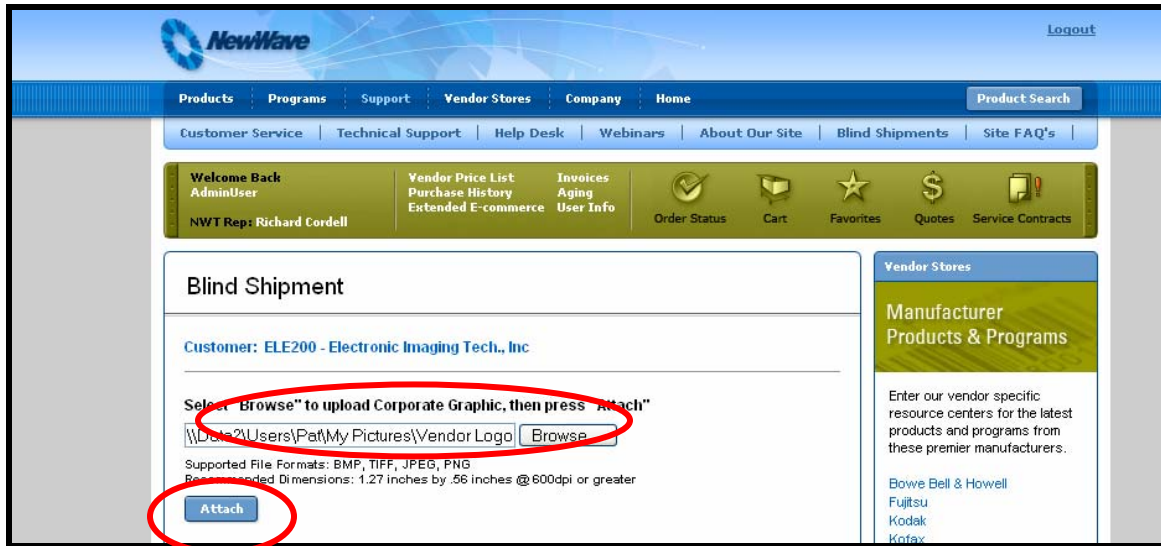 NewWave
Logout
Products Programs Support Vendor Stores Company Home Product Search
Customer Service | Technical Support | Help Desk | Webinars | About Our Site | Blind Shipments | Site FAQ's |
Welcome Back
AdminUser
NWT Rep: Richard Cordell
Vendor Price List Invoices
Purchase History Aging
Extended E-commerce User Info
Order Status Cart Favorites Quotes Service Contracts
Blind Shipment
Customer: ELE200 - Electronic Imaging Tech., Inc
Select "Browse" to upload Corporate Graphic, then press "Attach"
\\Data2\Users\Pat\My Pictures\Vendor Logo Browse...
Supported File Formats: BMP, TIFF, JPEG, PNG
Recommended Dimensions: 1.27 inches by .56 inches @ 600dpi or greater
Attach
Vendor Stores
Manufacturer
Products & Programs
Enter our vendor specific
resource centers for the latest
products and programs from
these premier manufacturers.
Bowe Bell & Howell
Fujitsu
Kodak
Kofax